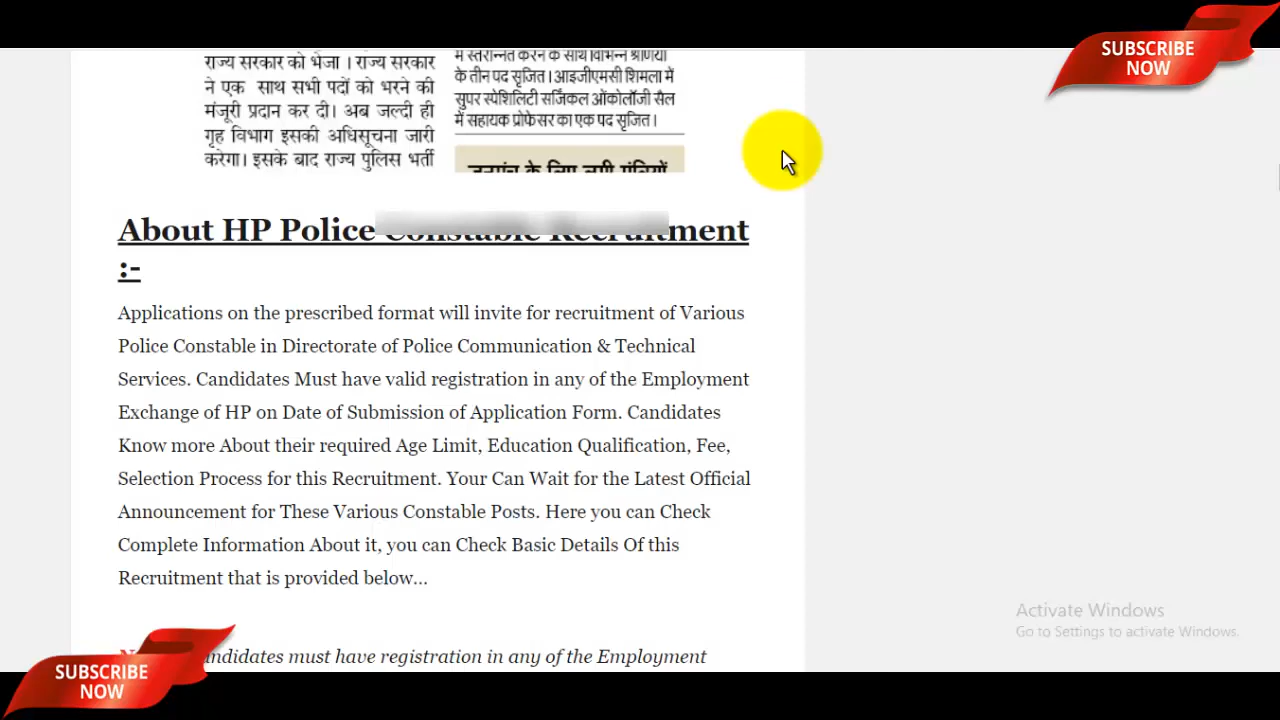 SUBSCRIBE
NOW
राज्य सरकार को भेजा । राज्य सरकार
ने एक साथ सभी पदों को भरने की
मंजूरी प्रदान कर दी। अब जल्दी ही
गृह विभाग इसकी अधिसूचना जारी
करेगा। इसके बाद राज्य पुलिस भर्ती
में स्तरोन्नत करने के साथ विभिन्न श्रेणियों
के तीन पद सृजित। आइजीएमसी शिमला में
सुपर स्पेशिलिटी सर्जिकल ओंकोलॉजी सैल
में सहायक प्रोफेसर का एक पद सृजित।
जनमंच के लिए लगी मंत्रियों
About HP Police Constable Recruitment
:-
Applications on the prescribed format will invite for recruitment of Various
Police Constable in Directorate of Police Communication & Technical
Services. Candidates Must have valid registration in any of the Employment
Exchange of HP on Date of Submission of Application Form. Candidates
Know more About their required Age Limit, Education Qualification, Fee,
Selection Process for this Recruitment. Your Can Wait for the Latest Official
Announcement for These Various Constable Posts. Here you can Check
Complete Information About it, you can Check Basic Details Of this
Recruitment that is provided below...
must have registration in any of the Employment
Activate Windows
Go to Settings to activate Windows.
SUBSCRIBE
NOW